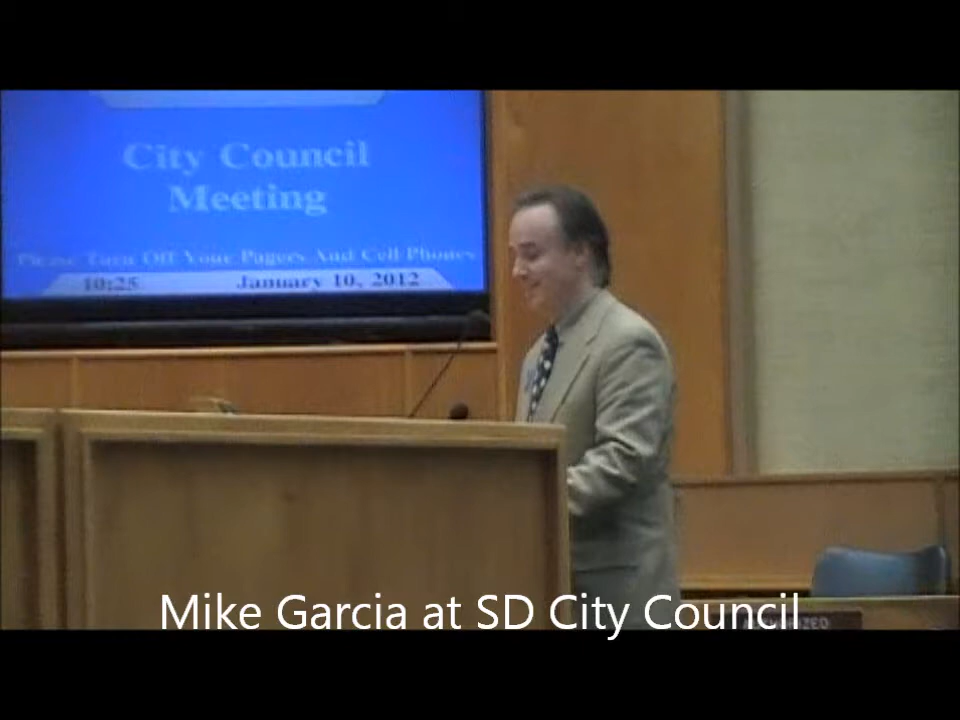 City Council
Meeting
Please Turn Off Your Pagers And Cell Phones
10:25 January 10, 2012
Mike Garcia at SD City Council
AUTHORIZED